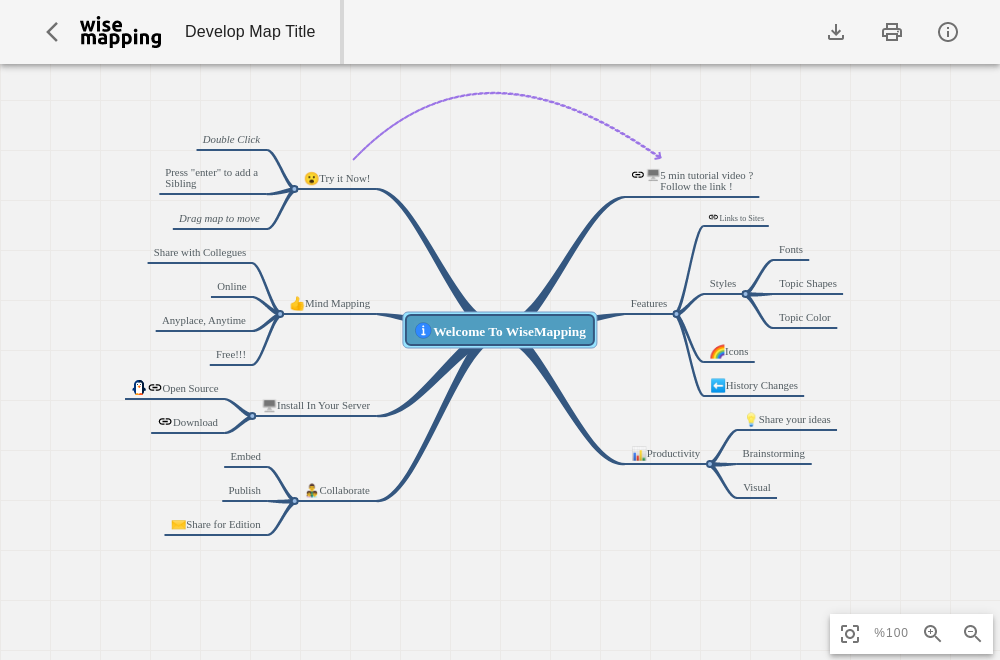 wise
mapping
Develop Map Title
Double Click
Press "enter" to add a
Sibling
Drag map to move
Try it Now!
Share with Collegues
Online
Anyplace, Anytime
Free!!!
Mind Mapping
Open Source
Download
Install In Your Server
Embed
Publish
Share for Edition
Collaborate
Welcome To WiseMapping
5 min tutorial video ?
Follow the link !
Features
Links to Sites
Styles
Fonts
Topic Shapes
Topic Color
Icons
History Changes
Productivity
Share your ideas
Brainstorming
Visual
%100